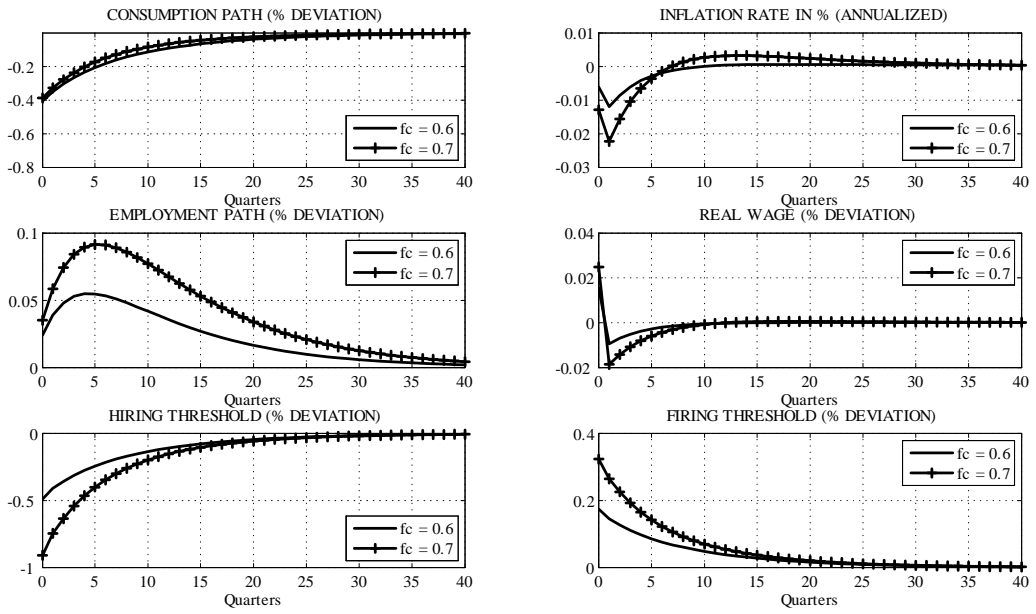 CONSUMPTION PATH (% DEVIATION)
-0.2
-0.4
-0.6
-0.8
0 5 10 15 20 25 30 35 40
Quarters
fc = 0.6
fc = 0.7
INFLATION RATE IN % (ANNUALIZED)
0.01
0
-0.01
-0.02
-0.03
0 5 10 15 20 25 30 35 40
Quarters
fc = 0.6
fc = 0.7
EMPLOYMENT PATH (% DEVIATION)
0.1
0.05
0
0 5 10 15 20 25 30 35 40
Quarters
fc = 0.6
fc = 0.7
REAL WAGE (% DEVIATION)
0.04
0.02
0
-0.02
0 5 10 15 20 25 30 35 40
Quarters
fc = 0.6
fc = 0.7
HIRING THRESHOLD (% DEVIATION)
0
-0.5
-1
0 5 10 15 20 25 30 35 40
Quarters
fc = 0.6
fc = 0.7
FIRING THRESHOLD (% DEVIATION)
0.4
0.2
0
0 5 10 15 20 25 30 35 40
Quarters
fc = 0.6
fc = 0.7